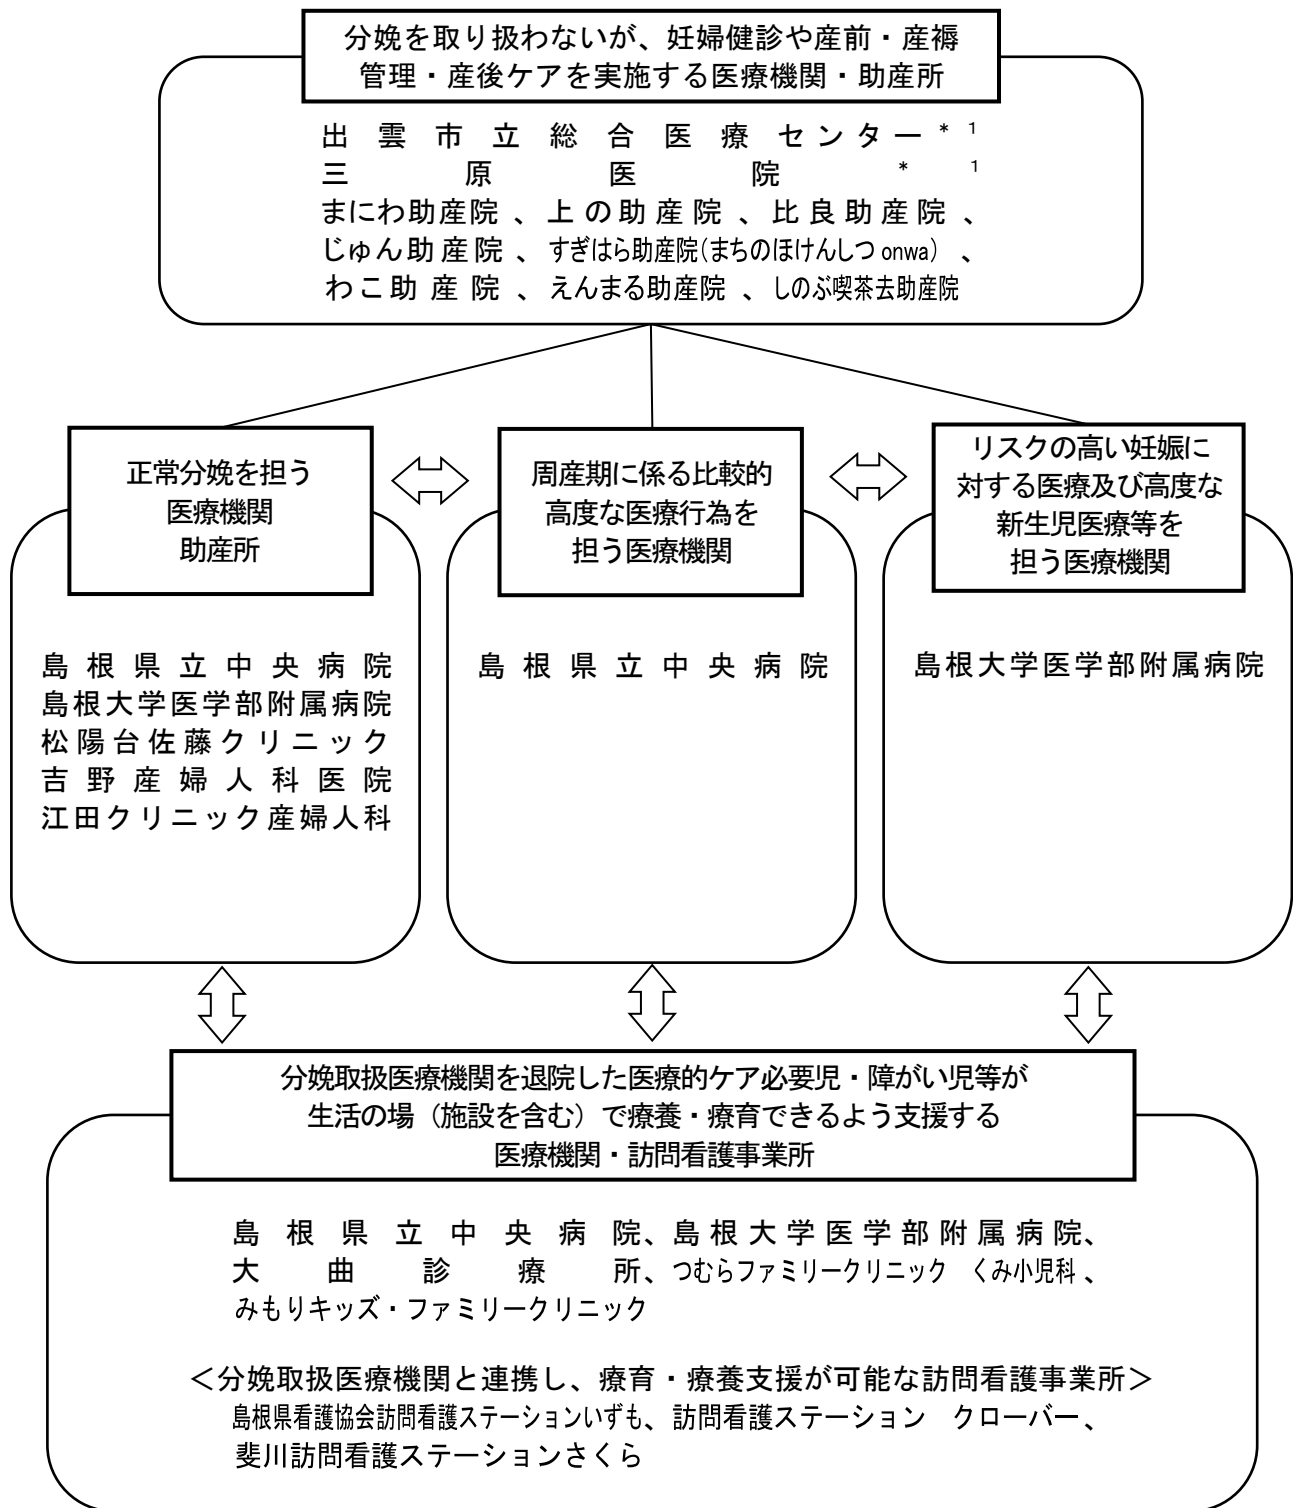 分娩を取り扱わないが、妊婦健診や産前・産褥
管理・産後ケアを実施する医療機関・助産所
出雲市立総合医療センター＊1
三原医院＊1
まにわ助産院、上の助産院、比良助産院、
じゅん助産院、すぎはら助産院(まちのほけんしつonwa)、
わこ助産院、えんまる助産院、しのぶ喫茶去助産院
正常分娩を担う
医療機関
助産所
島根県立中央病院
島根大学医学部附属病院
松陽台佐藤クリニック
吉野産婦人科医院
江田クリニック産婦人科
周産期に係る比較的
高度な医療行為を
担う医療機関
島根県立中央病院
リスクの高い妊娠に
対する医療及び高度な
新生児医療等を
担う医療機関
島根大学医学部附属病院
分娩取扱医療機関を退院した医療的ケア必要児・障がい児等が
生活の場（施設を含む）で療養・療育できるよう支援する
医療機関・訪問看護事業所
島根県立中央病院、島根大学医学部附属病院、
大曲診療所、つむらファミリークリニック　くみ小児科、
みもりキッズ・ファミリークリニック
＜分娩取扱医療機関と連携し、療育・療養支援が可能な訪問看護事業所＞
島根県看護協会訪問看護ステーションいずも、訪問看護ステーション　クローバー、
斐川訪問看護ステーションさくら